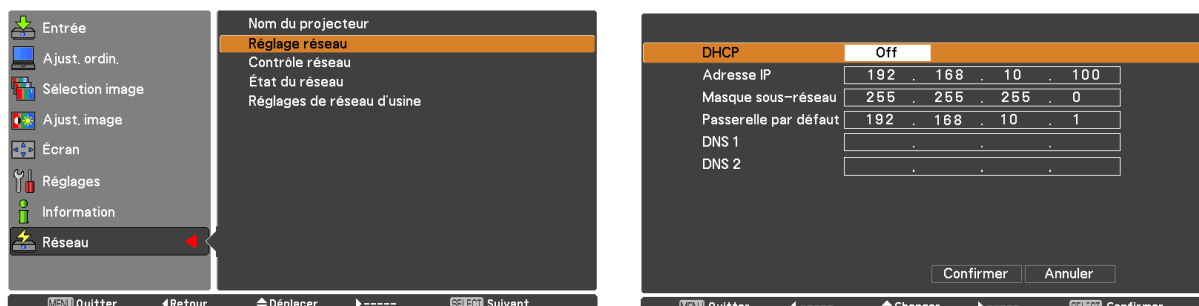 Entrée
Ajust. ordin.
Sélection image
Ajust. image
Écran
Réglages
Information
Réseau
Nom du projecteur
Réglage réseau
Contrôle réseau
État du réseau
Réglages de réseau d'usine
MENU Quitter Retour Déplacer ----- SELECT Suivant
DHCP Off
Adresse IP 192 . 168 . 10 . 100
Masque sous-réseau 255 . 255 . 255 . 0
Passerelle par défaut 192 . 168 . 10 . 1
DNS 1 . . .
DNS 2 . . .
Confirmer Annuler
MENU Quitter ----- Changer ----- SELECT Confirmer